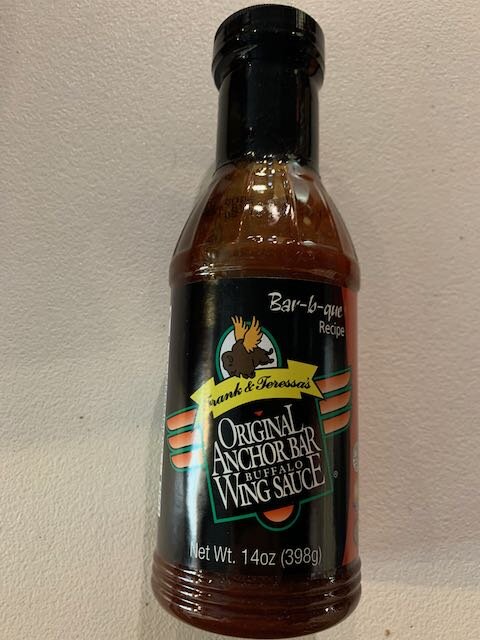 Bar-b-que
Recipe
Frank & Teressa's
ORIGINAL
ANCHOR BAR
BUFFALO
WING SAUCE
®
Net Wt. 14oz (398g)